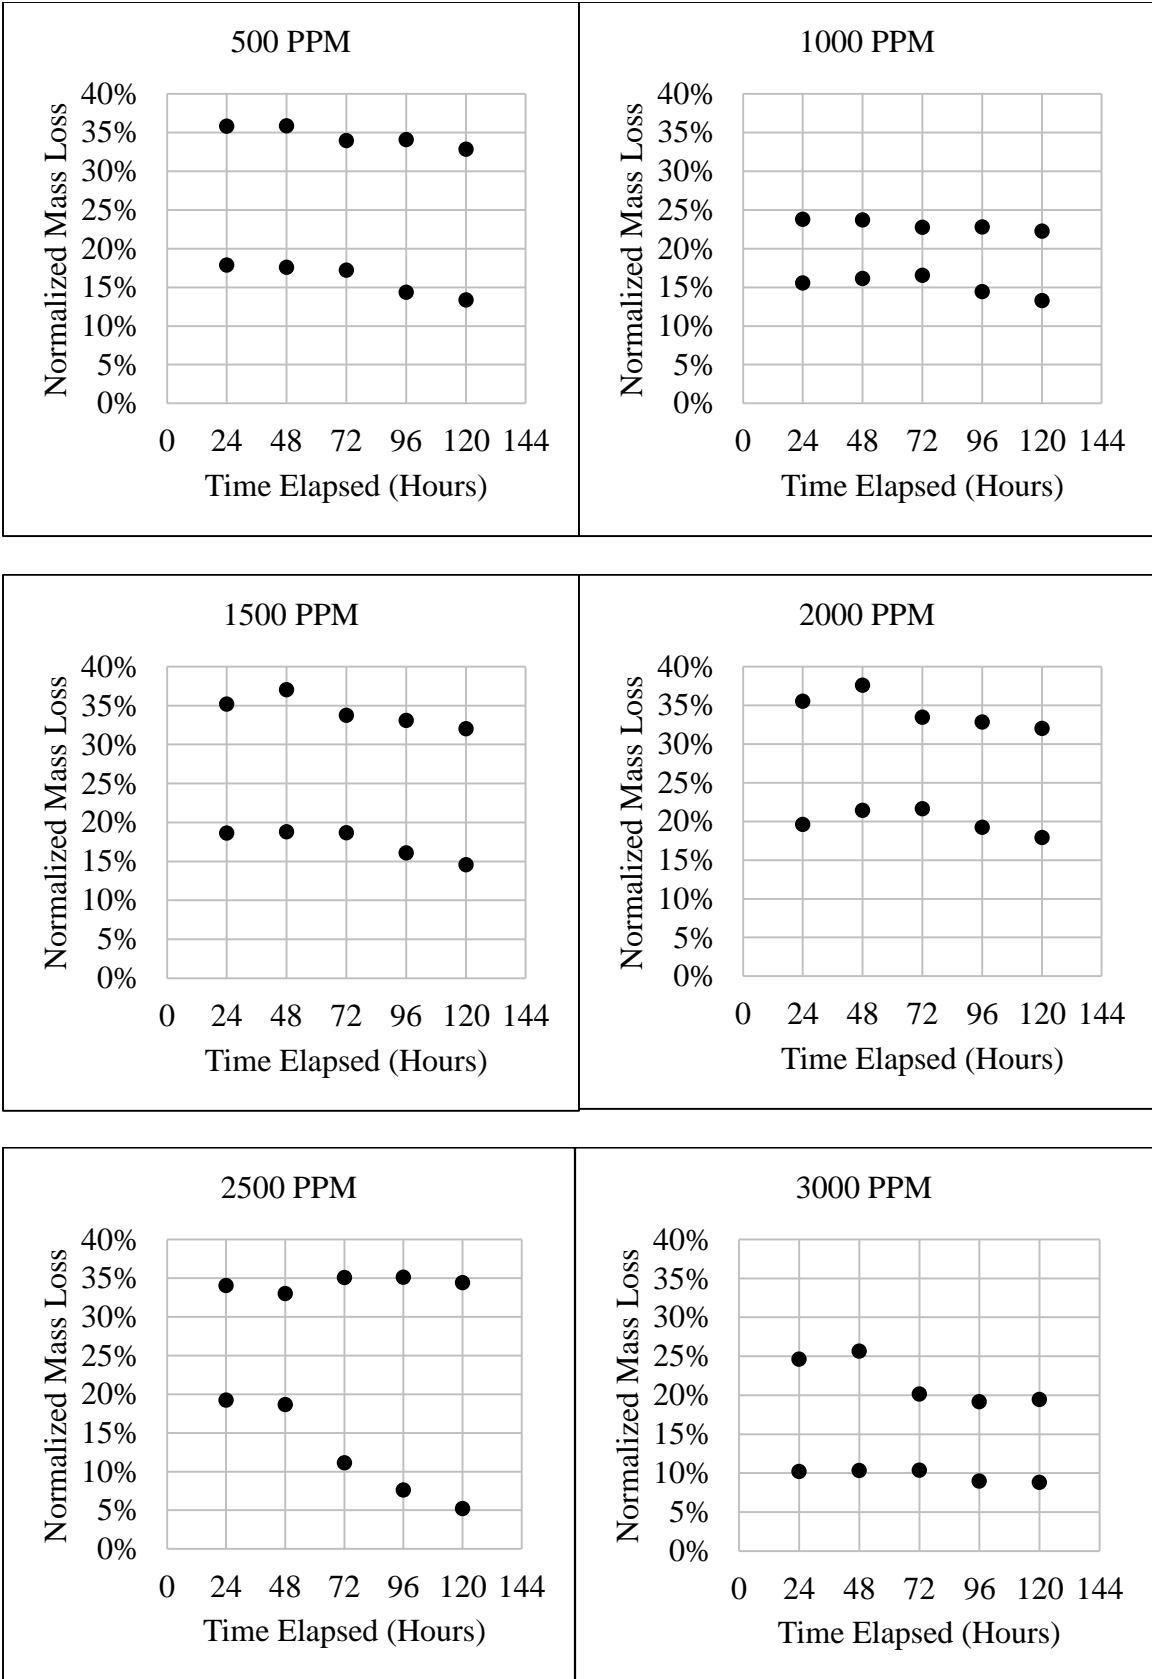 500 PPM
Normalized Mass Loss
40%
35%
30%
25%
20%
15%
10%
5%
0%
0 24 48 72 96 120 144
Time Elapsed (Hours)
1000 PPM
Normalized Mass Loss
40%
35%
30%
25%
20%
15%
10%
5%
0%
0 24 48 72 96 120 144
Time Elapsed (Hours)
1500 PPM
Normalized Mass Loss
40%
35%
30%
25%
20%
15%
10%
5%
0%
0 24 48 72 96 120 144
Time Elapsed (Hours)
2000 PPM
Normalized Mass Loss
40%
35%
30%
25%
20%
15%
10%
5%
0%
0 24 48 72 96 120 144
Time Elapsed (Hours)
2500 PPM
Normalized Mass Loss
40%
35%
30%
25%
20%
15%
10%
5%
0%
0 24 48 72 96 120 144
Time Elapsed (Hours)
3000 PPM
Normalized Mass Loss
40%
35%
30%
25%
20%
15%
10%
5%
0%
0 24 48 72 96 120 144
Time Elapsed (Hours)